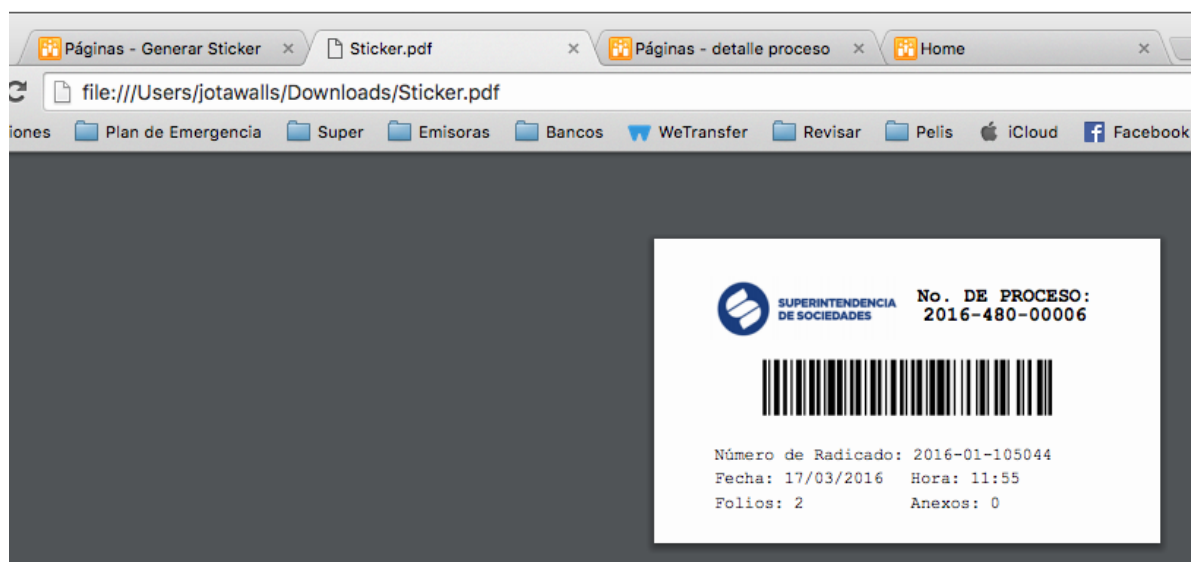 Páginas - Generar Sticker
Sticker.pdf
Páginas - detalle proceso
Home
file:///Users/jotawalls/Downloads/Sticker.pdf
iones Plan de Emergencia Super Emisoras Bancos WeTransfer Revisar Pelis iCloud Facebook
SUPERINTENDENCIA
DE SOCIEDADES
No. DE PROCESO:
2016-480-00006
Número de Radicado: 2016-01-105044
Fecha: 17/03/2016 Hora: 11:55
Folios: 2 Anexos: 0